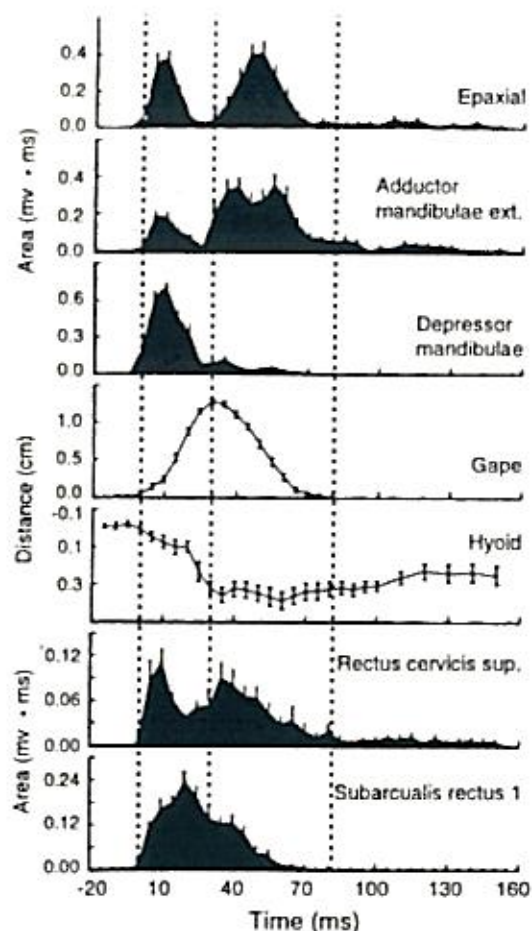 0.4
0.2
0.0
Epaxial
0.4
0.2
0.0
Adductor
mandibulae ext.
Area (mv • ms)
0.6
0.3
0.0
Depressor
mandibulae
1.0
0.5
0.0
Gape
Distance (cm)
-0.1
0.1
0.3
Hyoid
0.12
0.06
0.00
Rectus cervicis sup.
Area (mv • ms)
0.24
0.12
0.00
Subarcualis rectus 1
-20 10 40 70 100 130 160
Time (ms)